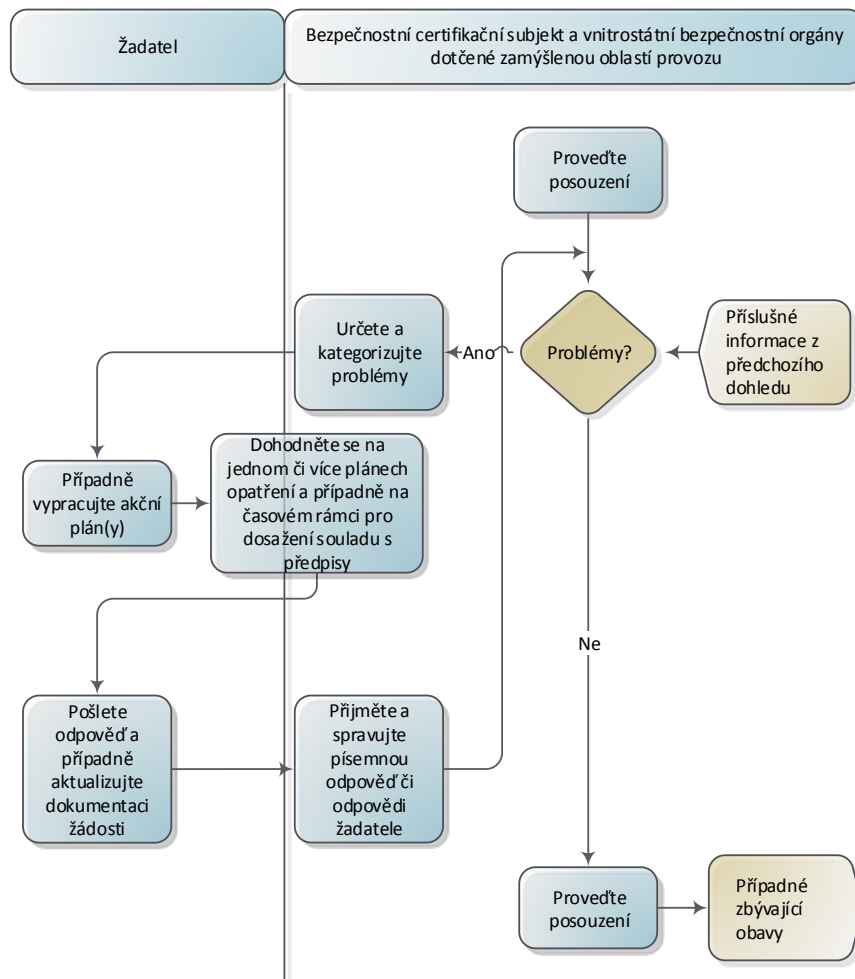 Žadatel
Bezpečnostní certifikační subjekt a vnitrostátní bezpečnostní orgány
dotčené zamýšlenou oblastí provozu
Proveďte
posouzení
Problémy?
Příslušné
informace z
předchozího
dohledu
Ano
Určete a
kategorizujte
problémy
Případně
vypracujte akční
plán(y)
Dohodněte se na
jednom či více plánech
opatření a případně na
časovém rámci pro
dosažení souladu s
předpisy
Ne
Pošlete
odpověď a
případně
aktualizujte
dokumentaci
žádosti
Přijměte a
spravujte
písemnou
odpověď či
odpovědi
žadatele
Proveďte
posouzení
Případné
zbývající
obavy